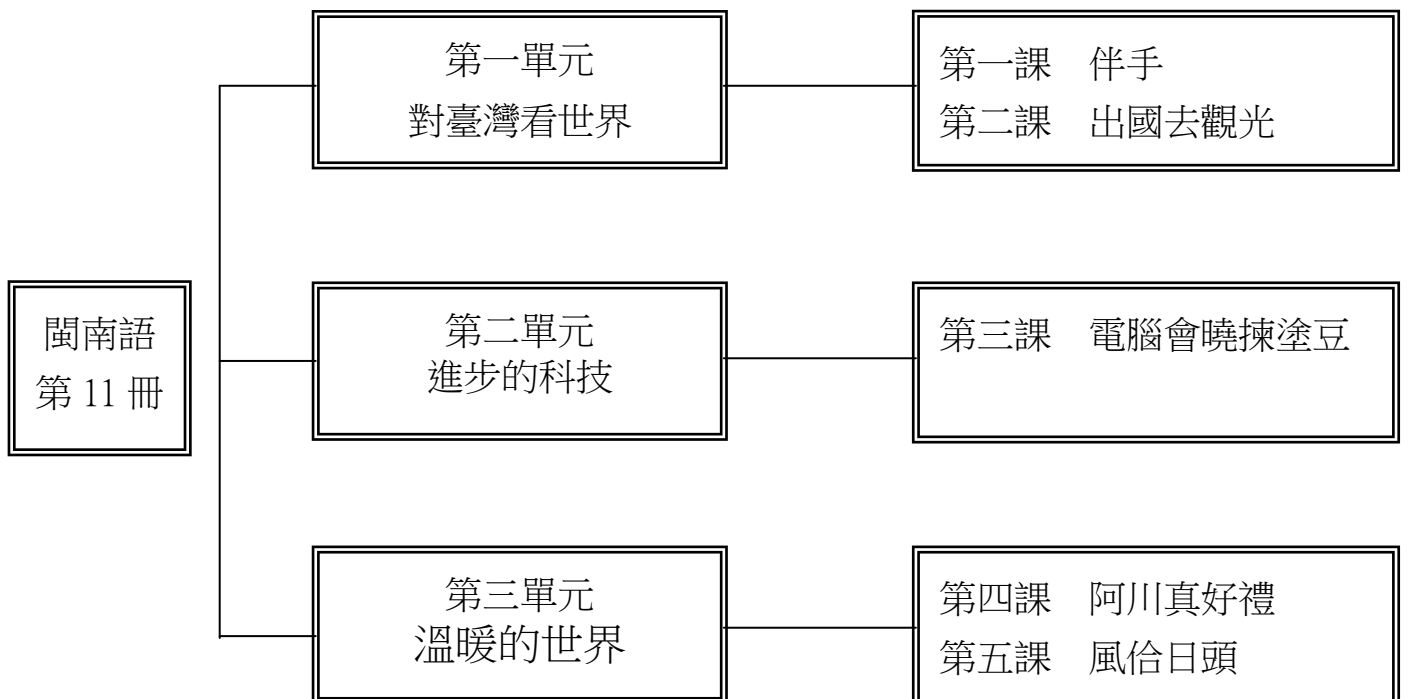 閩南語
第 11 冊
第一單元
對臺灣看世界
第一課　伴手
第二課　出國去觀光
第二單元
進步的科技
第三課　電腦會曉揀塗豆
第三單元
溫暖的世界
第四課　阿川真好禮
第五課　風佮日頭